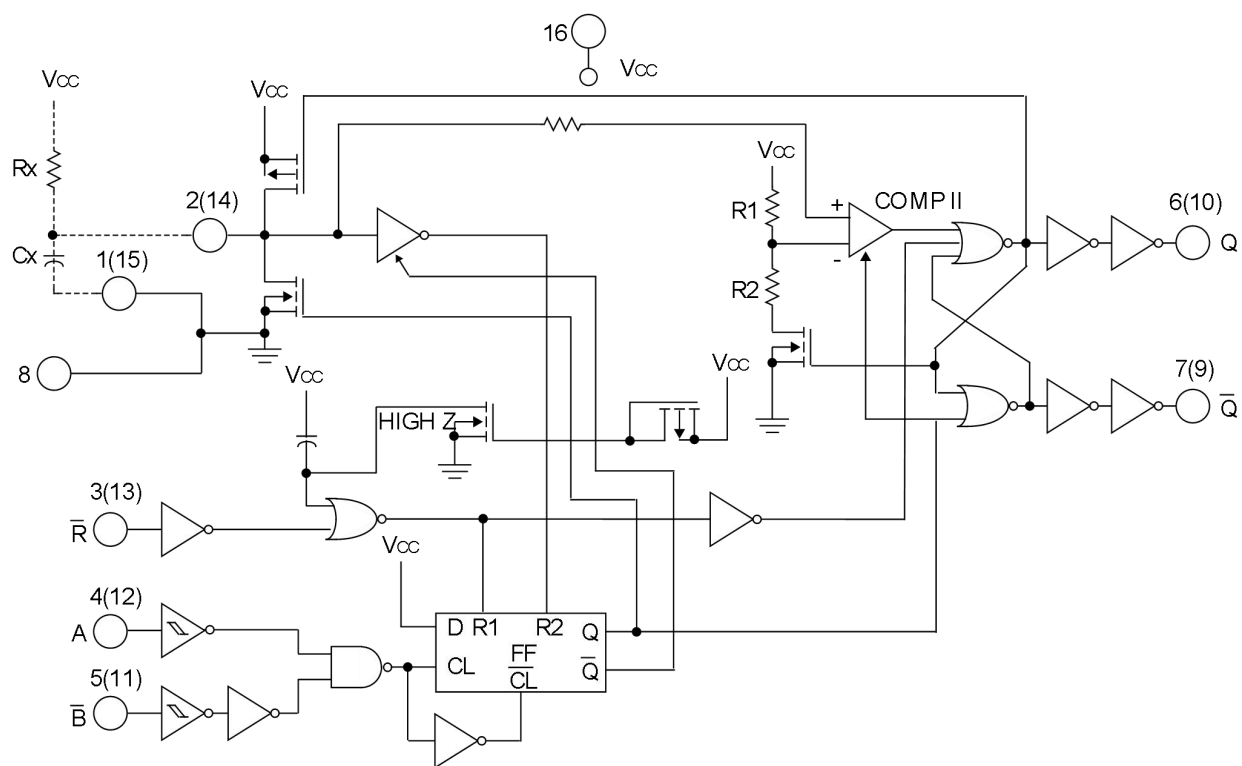 16
VCC
VCC
VCC
Rx
2(14)
Cx
1(15)
8
VCC
R1
R2
+
-
COMP II
6(10)
Q
7(9)
Q̅
VCC
VCC
HIGH Z
3(13)
R̅
VCC
4(12)
A
5(11)
B̅
D R1 R2 Q
CL FF Q̅
C̅L̅